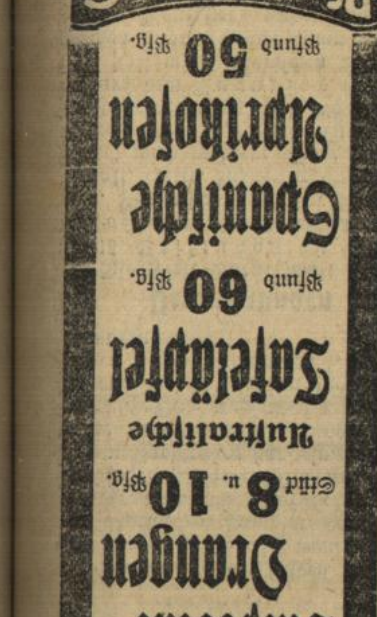 Orangen
Stück 8 u. 10 Pfg.
Australische
Tafeläpfel
Pfund 60 Pfg.
Spanische
Aprikosen
Pfund 50 Pfg.